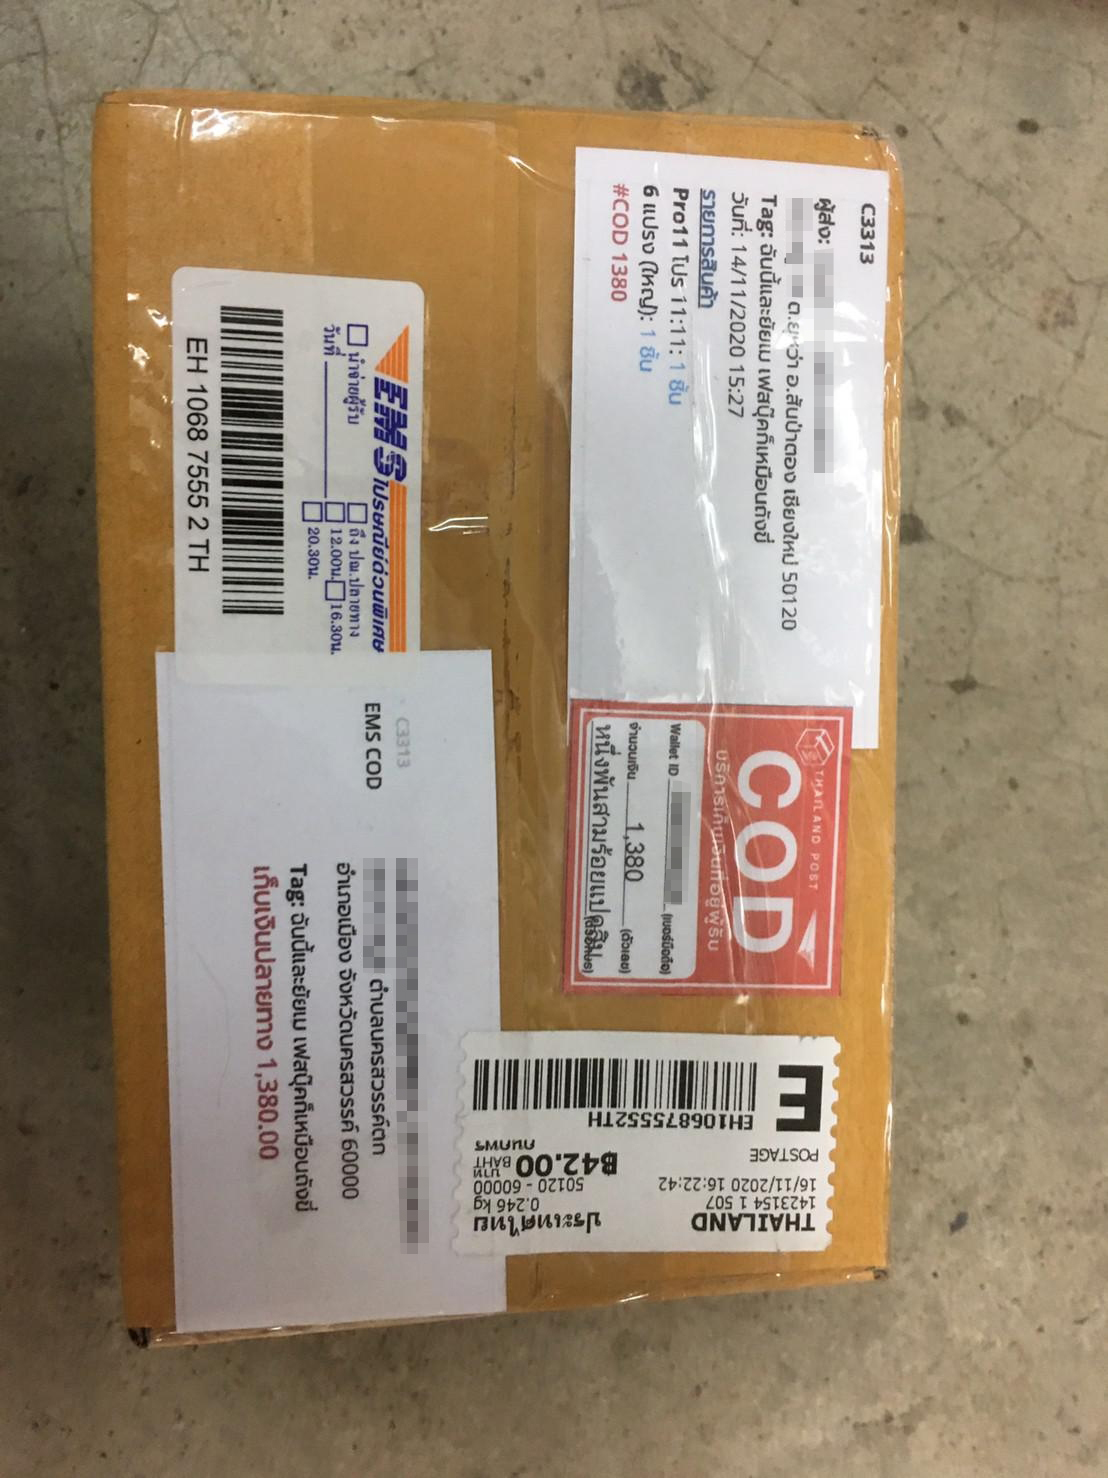 C3313
ผู้ส่ง:
ต.ยุหว่า อ.สันป่าตอง เชียงใหม่ 50120
Tag: ฉันนี้และยัยเม เฟสบุ๊คก็เหมือนถังขี้
วันที่: 14/11/2020 15:27
รายการสินค้า
Pro11 โปร 11:11: 1 ชิ้น
6 แปรง (ใหญ่): 1 ชิ้น
#COD 1380
EMS ไปรษณีย์ด่วนพิเศษ
นำจ่ายผู้รับ
ถึง ปณ.ปลายทาง
วันที่
12.00น.
16.30น.
20.30น.
EH 1068 7555 2 TH
THAILAND POST
COD
บริการเก็บเงินที่อยู่ผู้รับ
Wallet ID
(เบอร์มือถือ)
จำนวนเงิน 1,380 (ตัวเลข)
หนึ่งพันสามร้อยแปดสิบ
(ตัวอักษร)
C3313
EMS COD
ตำบลนครสวรรค์ตก
อำเภอเมือง จังหวัดนครสวรรค์ 60000
Tag: ฉันนี้และยัยเม เฟสบุ๊คก็เหมือนถังขี้
เก็บเงินปลายทาง 1,380.00
THAILAND ประเทศไทย
1423154 1 507 0.246 kg
16/11/2020 16:22:42 50120 - 60000
POSTAGE ฿42.00 บาท BAHT
EH106875552TH
E